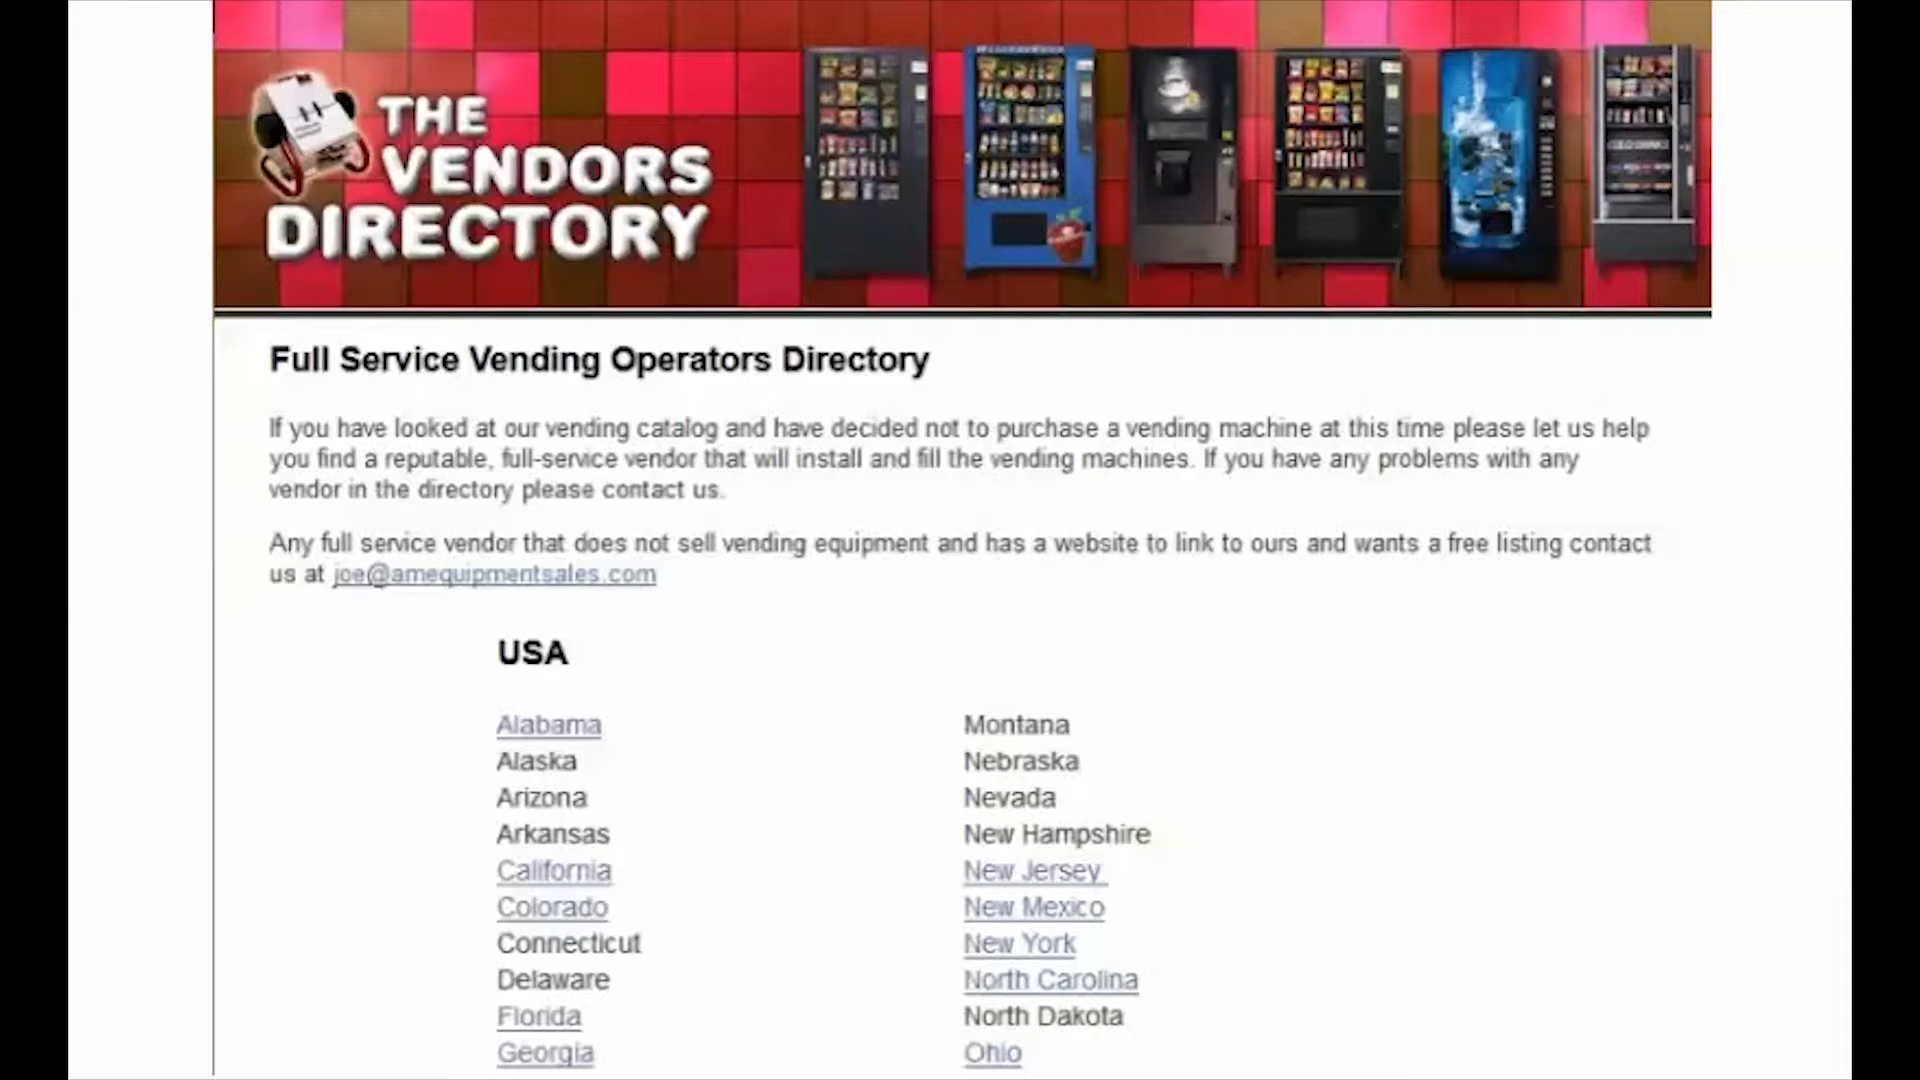 THE
VENDORS
DIRECTORY
COLD DRINKS
Full Service Vending Operators Directory
If you have looked at our vending catalog and have decided not to purchase a vending machine at this time please let us help
you find a reputable, full-service vendor that will install and fill the vending machines. If you have any problems with any
vendor in the directory please contact us.
Any full service vendor that does not sell vending equipment and has a website to link to ours and wants a free listing contact
us at joe@amequipmentsales.com
USA
Alabama
Alaska
Arizona
Arkansas
California
Colorado
Connecticut
Delaware
Florida
Georgia
Montana
Nebraska
Nevada
New Hampshire
New Jersey
New Mexico
New York
North Carolina
North Dakota
Ohio